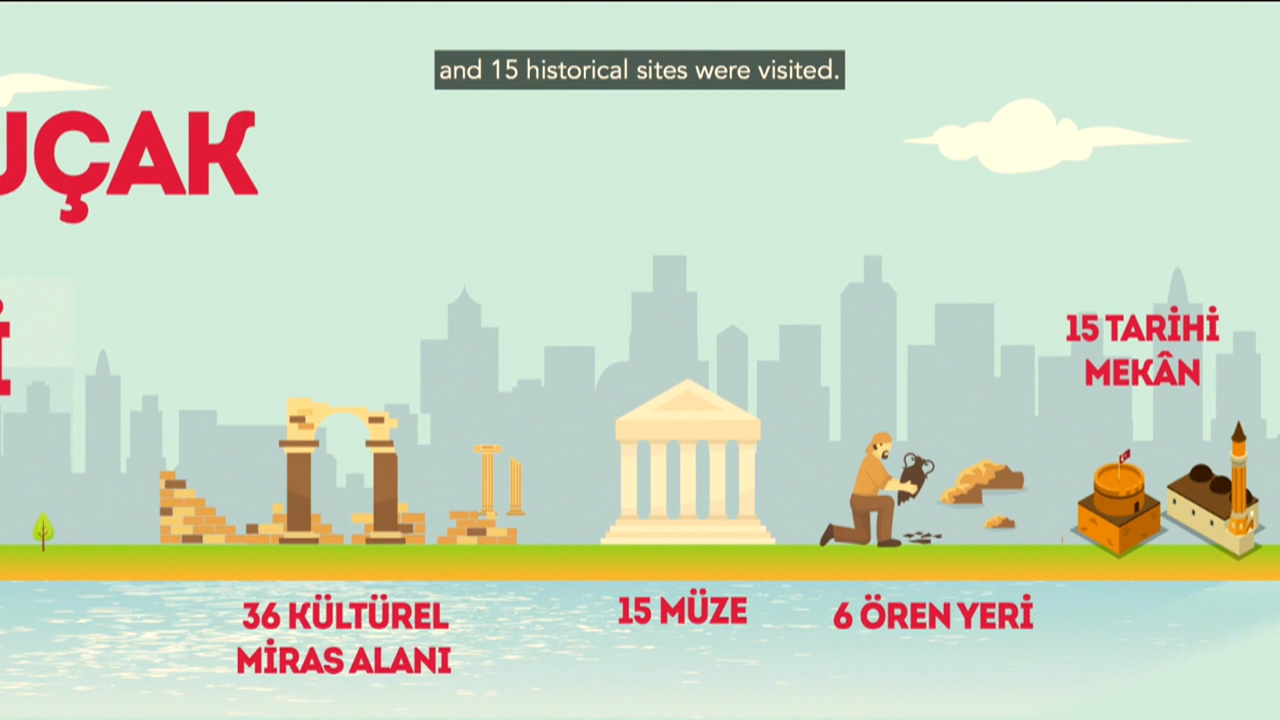 and 15 historical sites were visited.
UÇAK
İ
15 TARİHİ
MEKÂN
36 KÜLTÜREL
MİRAS ALANI
15 MÜZE
6 ÖREN YERİ